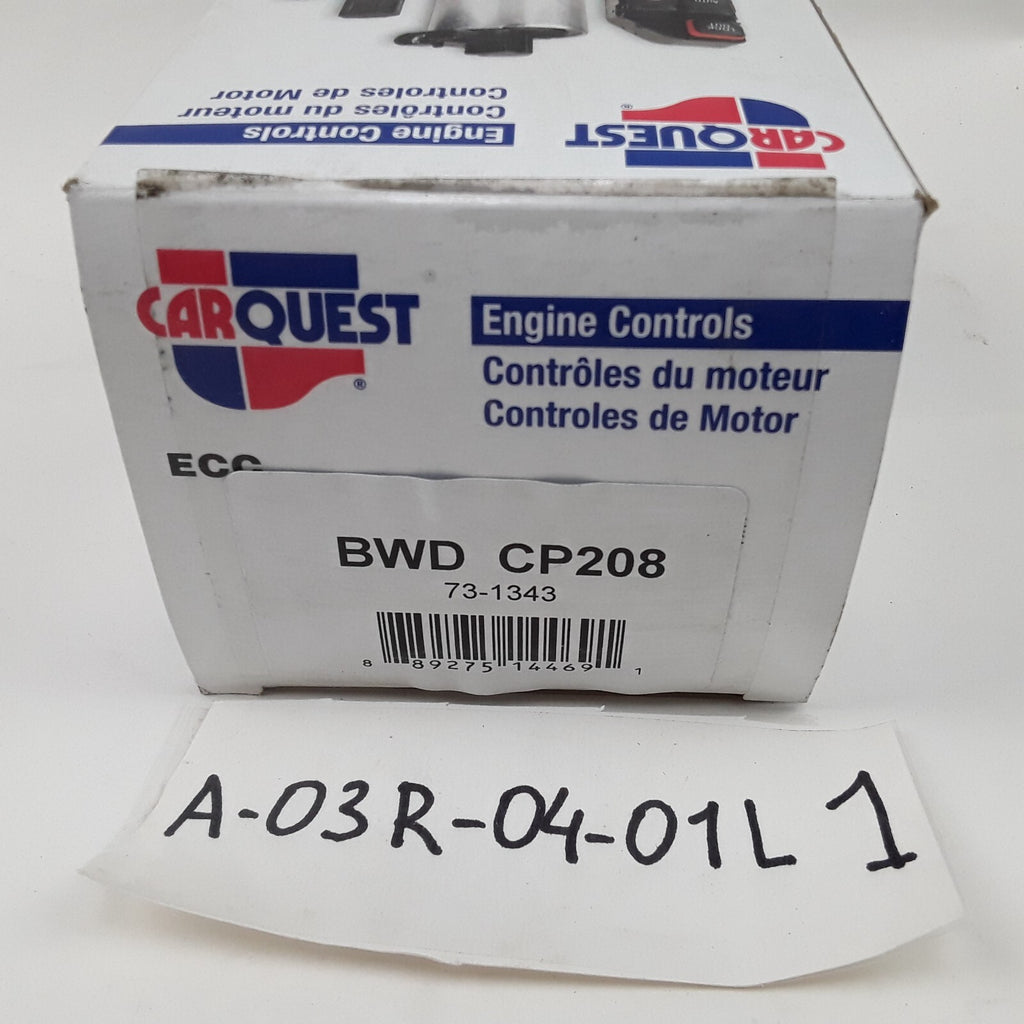 Controles de Motor
Contrôles du moteur
Engine Controls
CARQUEST ®
CARQUEST ®
Engine Controls
Contrôles du moteur
Controles de Motor
ECC
BWD CP208
73-1343
8 89275 14469 1
A-03R-04-01L 1